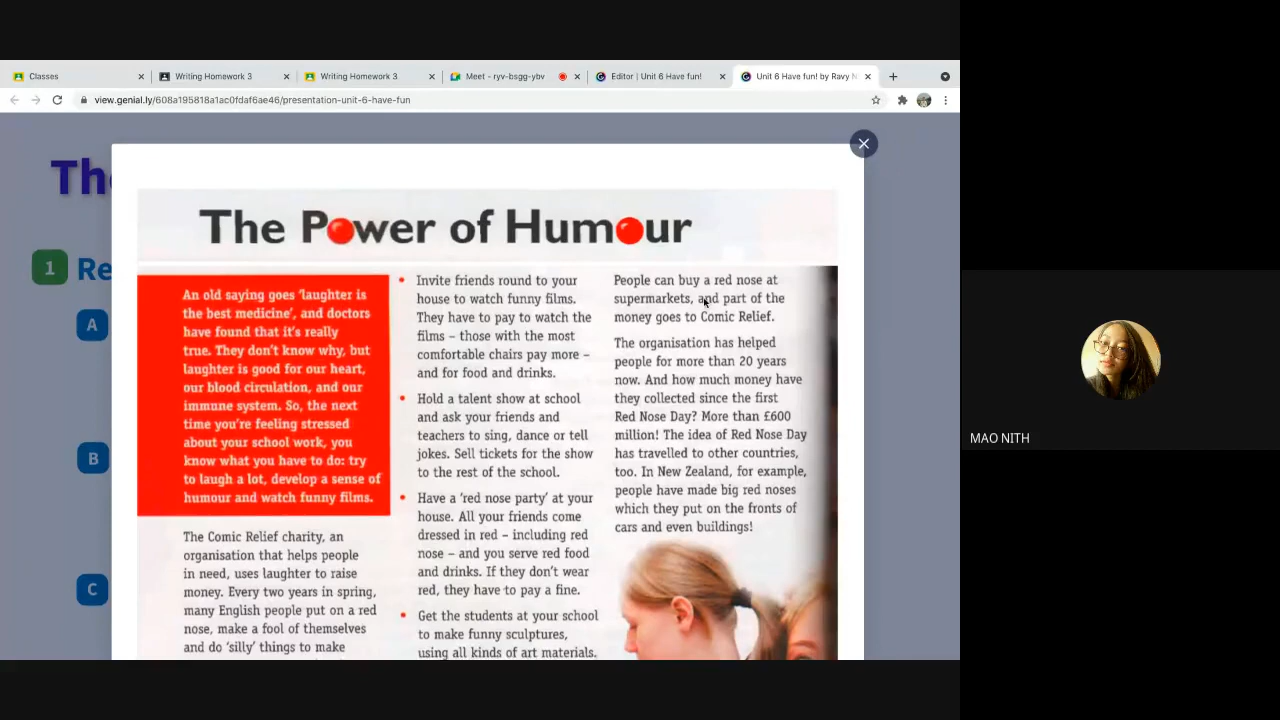 Classes
Writing Homework 3
Writing Homework 3
Meet - ryv-bsgg-ybv
Editor | Unit 6 Have fun!
Unit 6 Have fun! by Ravy N
view.genial.ly/608a195818a1ac0fdaf6ae46/presentation-unit-6-have-fun
The Power of Humour
1
Re
A
B
C
An old saying goes 'laughter is
the best medicine', and doctors
have found that it's really
true. They don't know why, but
laughter is good for our heart,
our blood circulation, and our
immune system. So, the next
time you're feeling stressed
about your school work, you
know what you have to do: try
to laugh a lot, develop a sense of
humour and watch funny films.
The Comic Relief charity, an
organisation that helps people
in need, uses laughter to raise
money. Every two years in spring,
many English people put on a red
nose, make a fool of themselves
and do 'silly' things to make
• Invite friends round to your
house to watch funny films.
They have to pay to watch the
films – those with the most
comfortable chairs pay more –
and for food and drinks.
• Hold a talent show at school
and ask your friends and
teachers to sing, dance or tell
jokes. Sell tickets for the show
to the rest of the school.
• Have a 'red nose party' at your
house. All your friends come
dressed in red – including red
nose – and you serve red food
and drinks. If they don't wear
red, they have to pay a fine.
• Get the students at your school
to make funny sculptures,
using all kinds of art materials.
People can buy a red nose at
supermarkets, and part of the
money goes to Comic Relief.
The organisation has helped
people for more than 20 years
now. And how much money have
they collected since the first
Red Nose Day? More than £600
million! The idea of Red Nose Day
has travelled to other countries,
too. In New Zealand, for example,
people have made big red noses
which they put on the fronts of
cars and even buildings!
MAO NITH